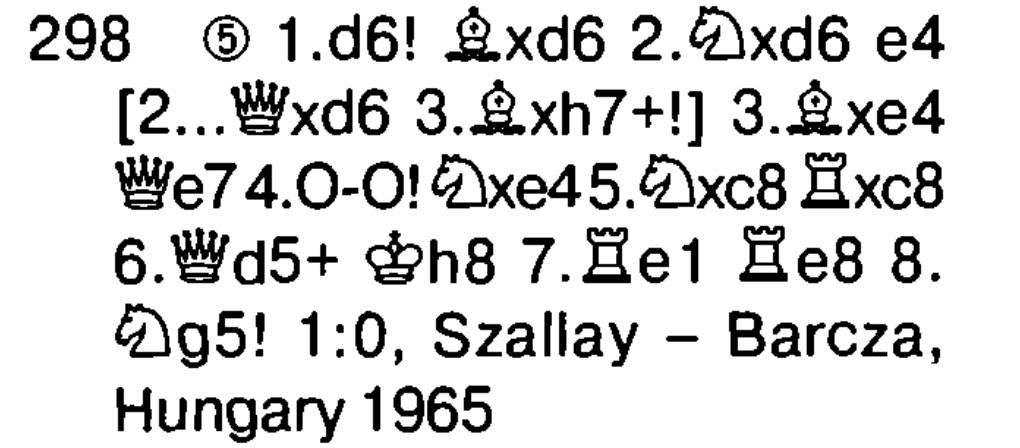 298 ⑤ 1.d6! ♗xd6 2.♘xd6 e4
[2...♕xd6 3.♗xh7+!] 3.♗xe4
♕e7 4.O-O! ♘xe4 5.♘xc8 ♖xc8
6.♕d5+ ♔h8 7.♖e1 ♖e8 8.
♘g5! 1:0, Szallay – Barcza,
Hungary 1965